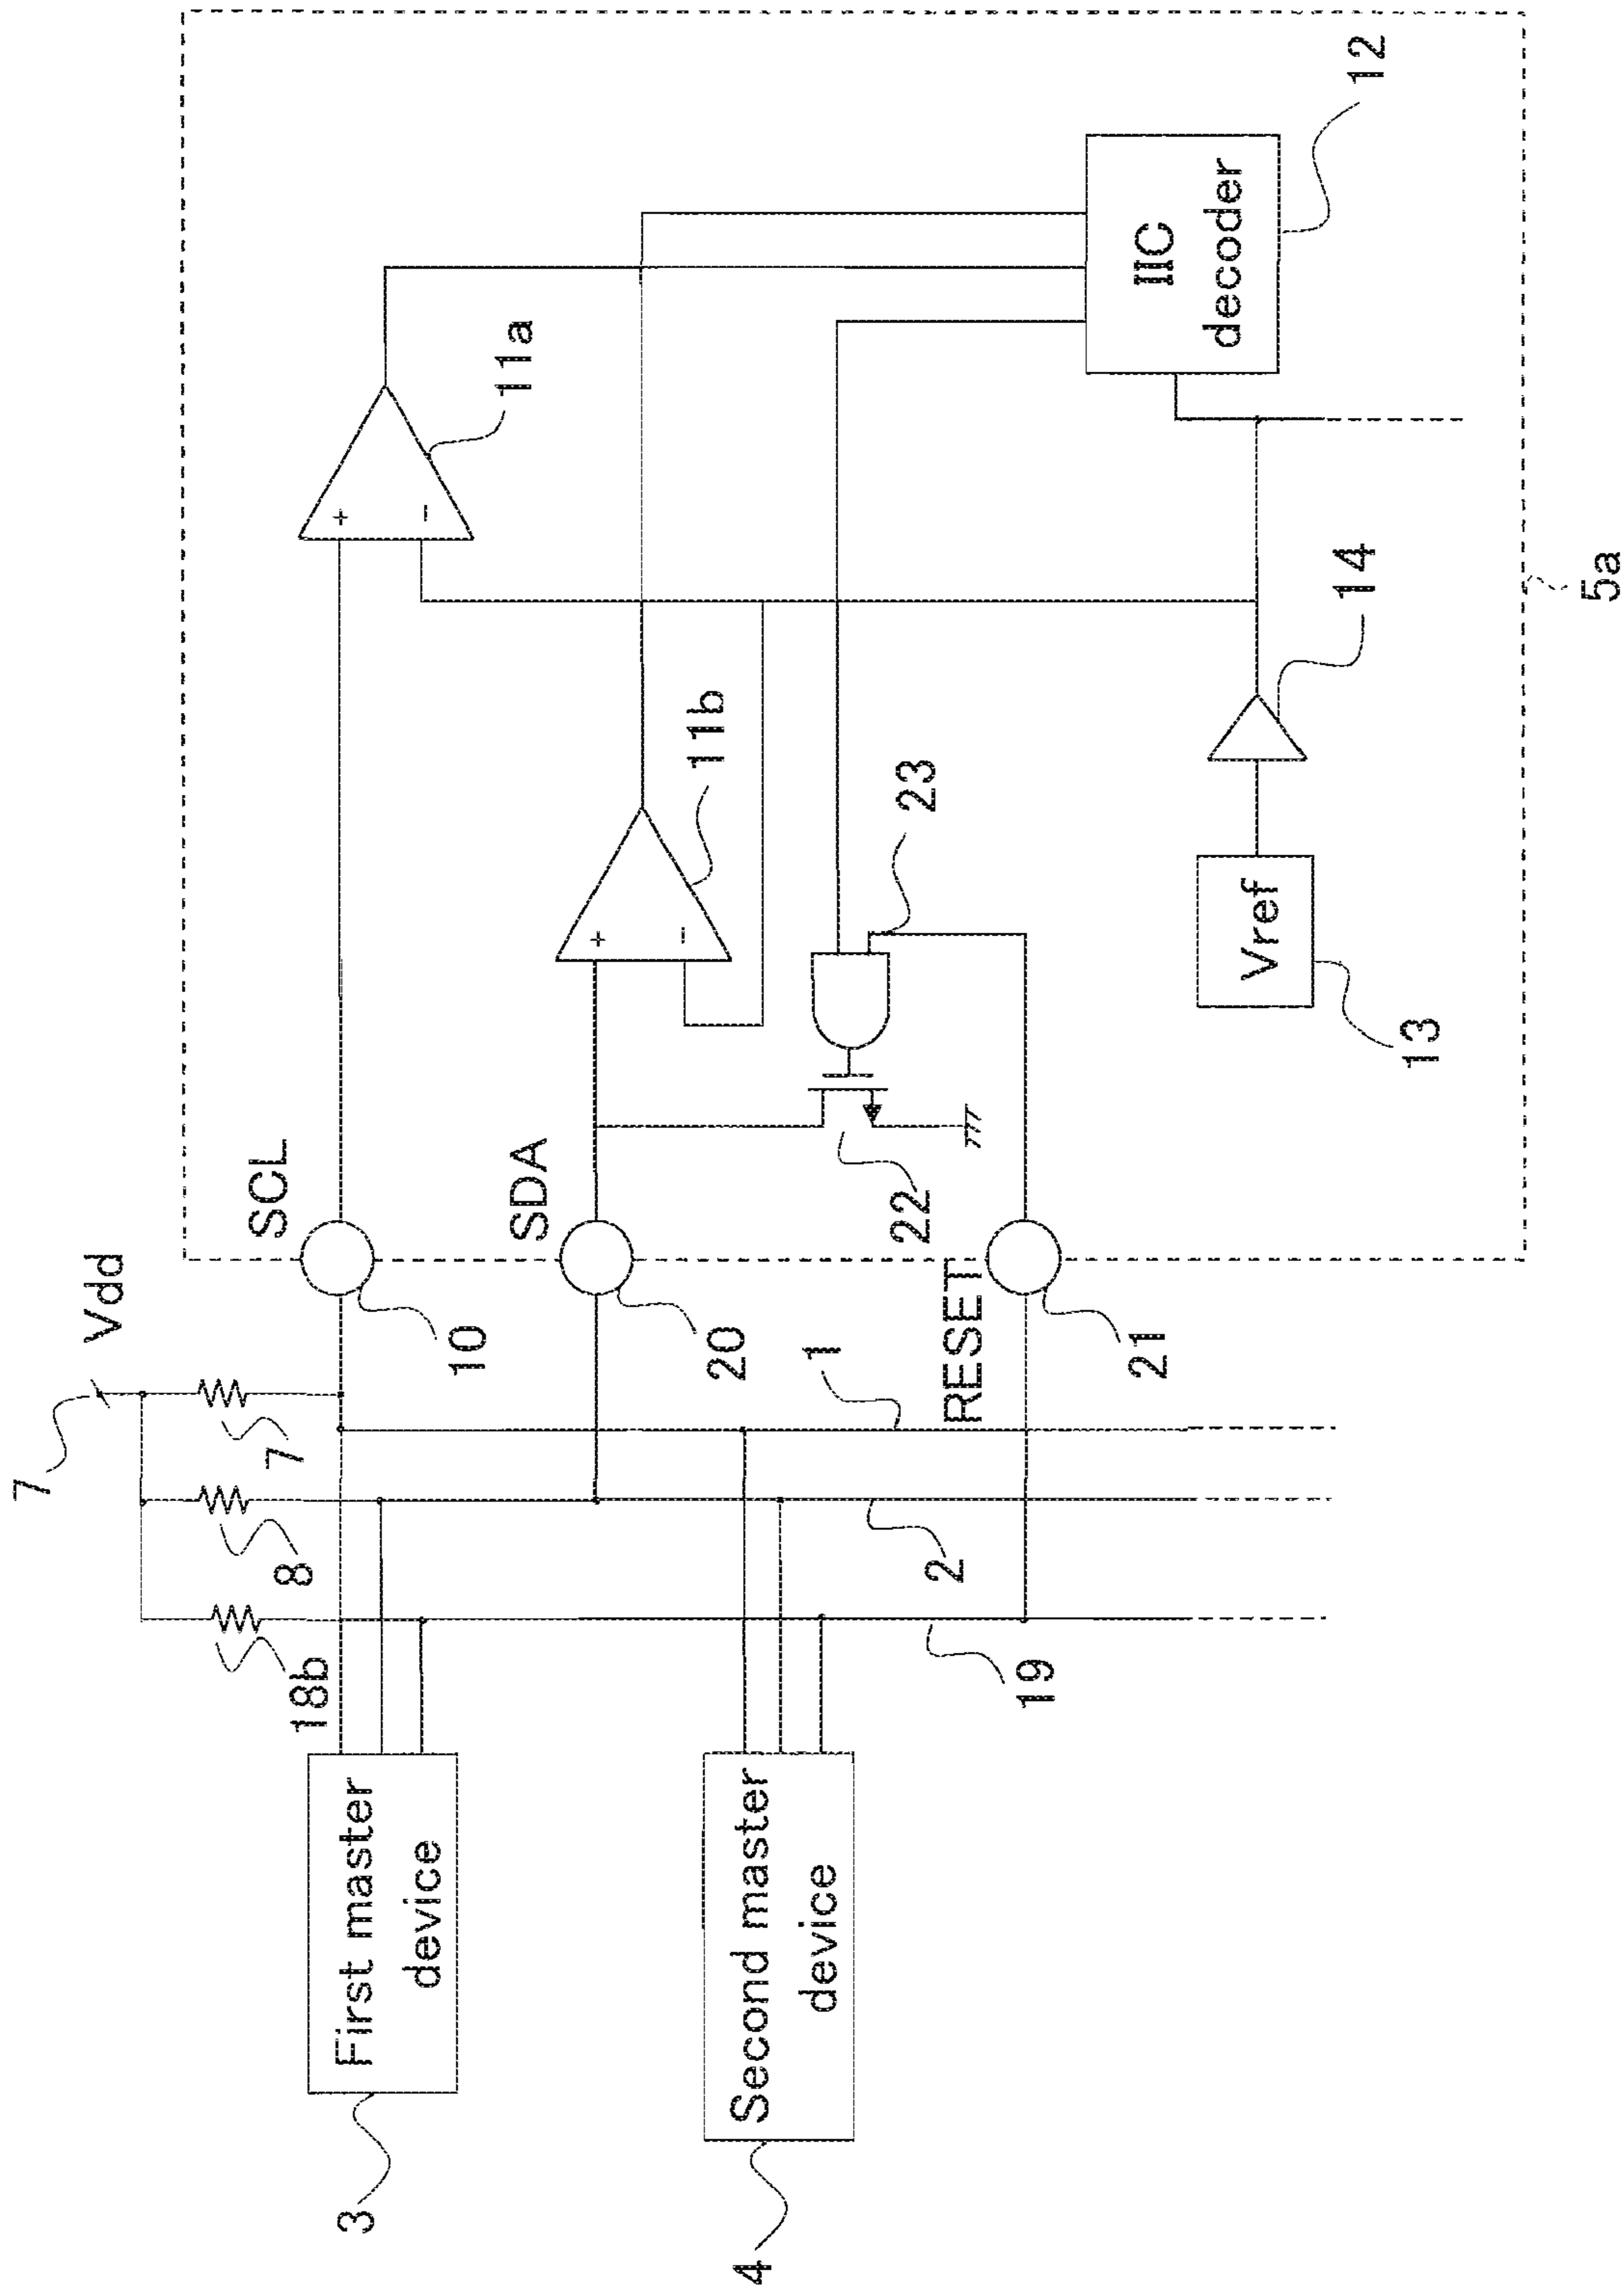 7
Vdd
SCL
7
8
18b
3
First master
device
+
-
11a
10
SDA
+
-
11b
20
4
Second master
device
1
2
22
23
RESET
19
21
IIC
decoder
12
Vref
13
14
5a